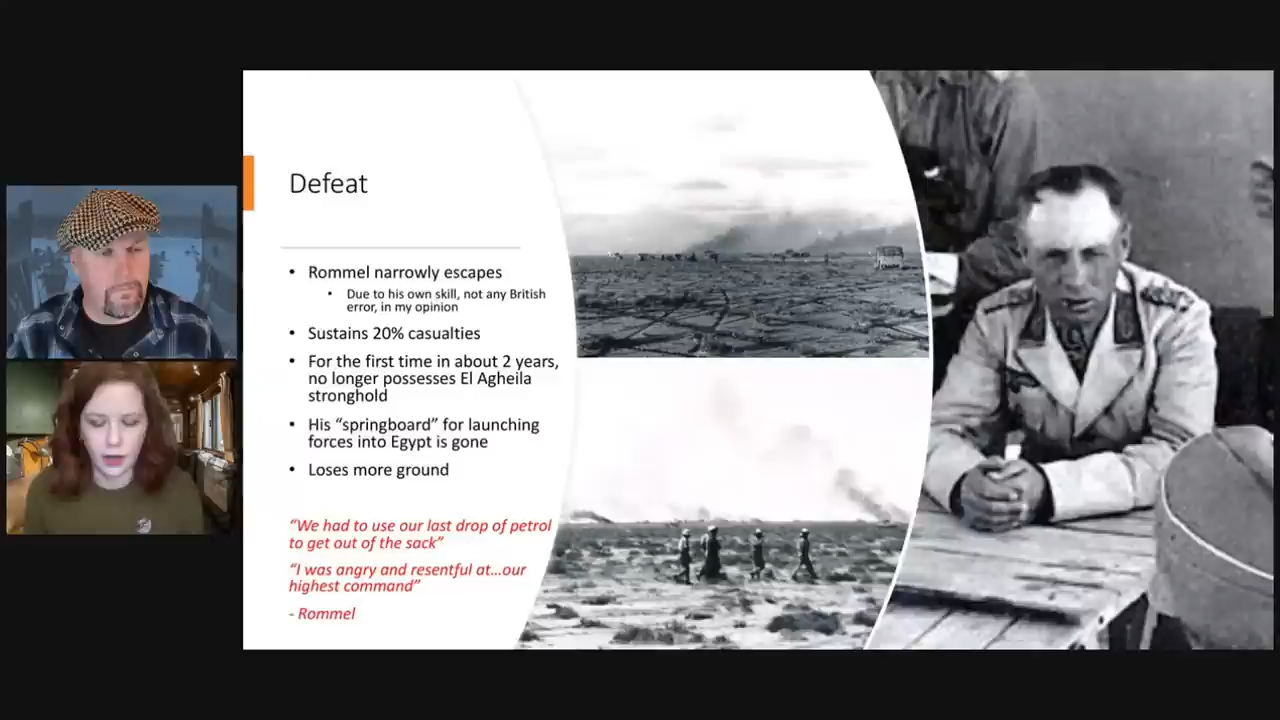 Defeat
• Rommel narrowly escapes
• Due to his own skill, not any British
error, in my opinion
• Sustains 20% casualties
• For the first time in about 2 years,
no longer possesses El Agheila
stronghold
• His “springboard” for launching
forces into Egypt is gone
• Loses more ground
“We had to use our last drop of petrol
to get out of the sack”
“I was angry and resentful at…our
highest command”
- Rommel